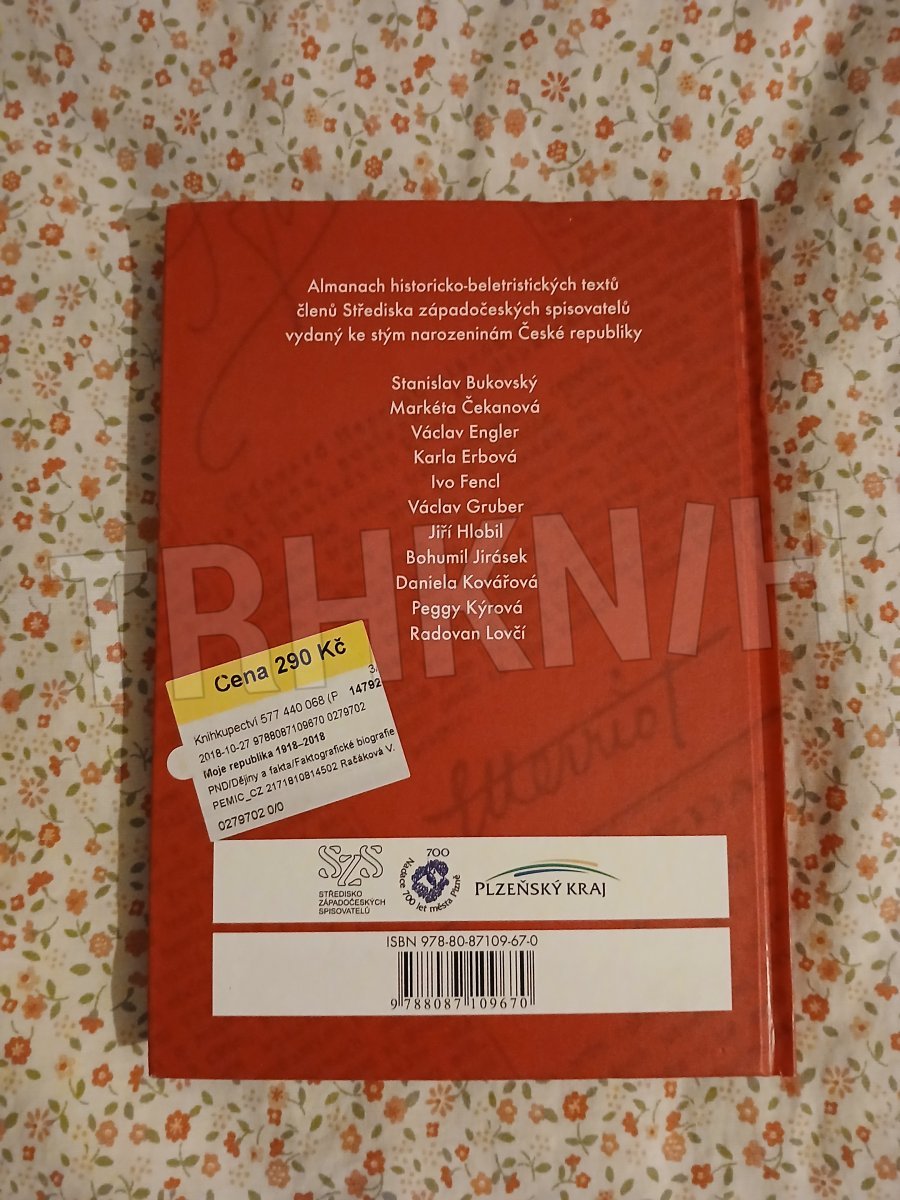 Almanach historicko-beletristických textů
členů Střediska západočeských spisovatelů
vydaný ke stým narozeninám České republiky
Stanislav Bukovský
Markéta Čekanová
Václav Engler
Karla Erbová
Ivo Fencl
Václav Gruber
Jiří Hlobil
Bohumil Jirásek
Daniela Kovářová
Peggy Kýrová
Radovan Lovčí
TRHKNIH
Cena 290 Kč
3.
Knihkupectví 577 440 068 (P 14792
2018-10-27 9788087109670 0279702
Moje republika 1918–2018
PND/Dějiny a fakta/Faktografické biografie
PEMIC_CZ 2171810814502 Račáková V.
0279702 0/0
SZS
STŘEDISKO
ZÁPADOČESKÝCH
SPISOVATELŮ
700
Nadace 700 let města Plzně
PLZEŇSKÝ KRAJ
ISBN 978-80-87109-67-0
9 788087 109670